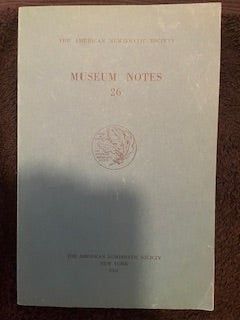 THE AMERICAN NUMISMATIC SOCIETY
MUSEUM NOTES
26
THE AMERICAN NUMISMATIC SOCIETY
NEW YORK